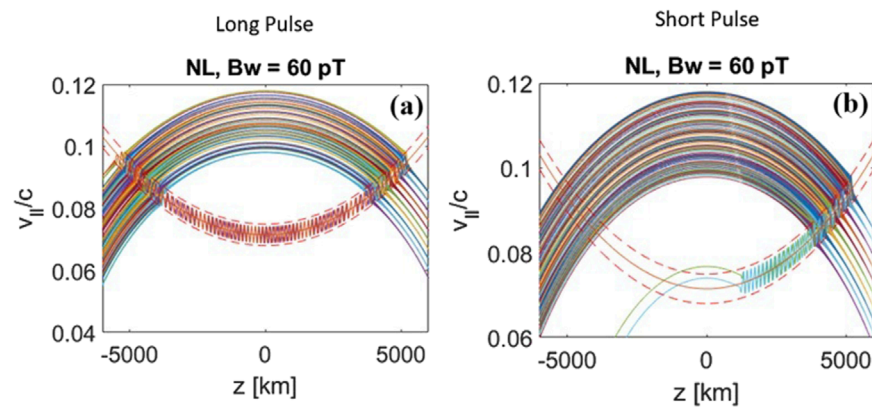 Long Pulse
NL, Bw = 60 pT
(a)
0.12
0.1
0.08
0.06
0.04
v||/c
-5000
0
5000
z [km]
Short Pulse
NL, Bw = 60 pT
(b)
0.12
0.1
0.08
0.06
v||/c
-5000
0
5000
z [km]